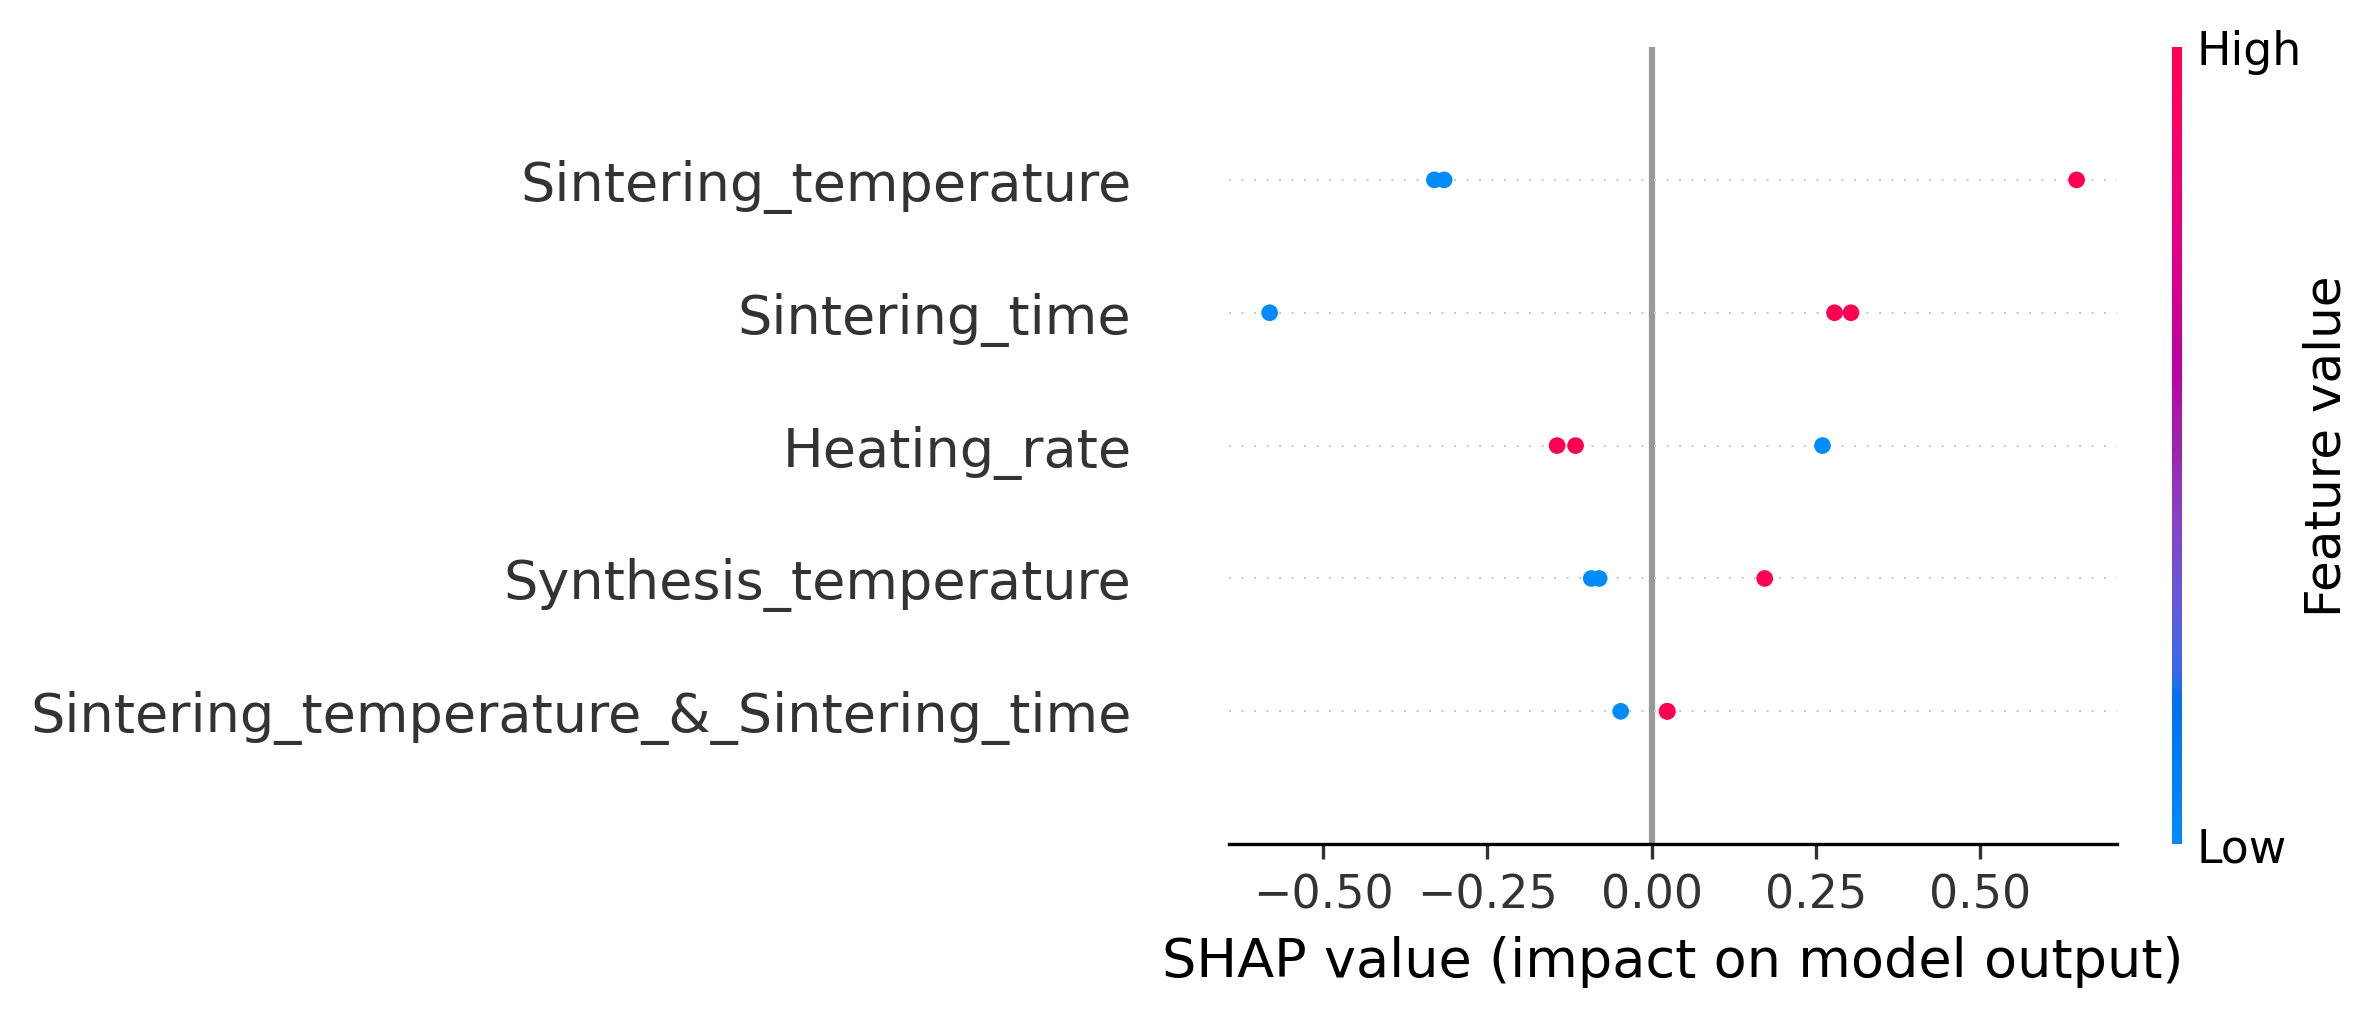 High
Sintering_temperature
Sintering_time
Heating_rate
Synthesis_temperature
Sintering_temperature_&_Sintering_time
Feature value
Low
−0.50 −0.25 0.00 0.25 0.50
SHAP value (impact on model output)